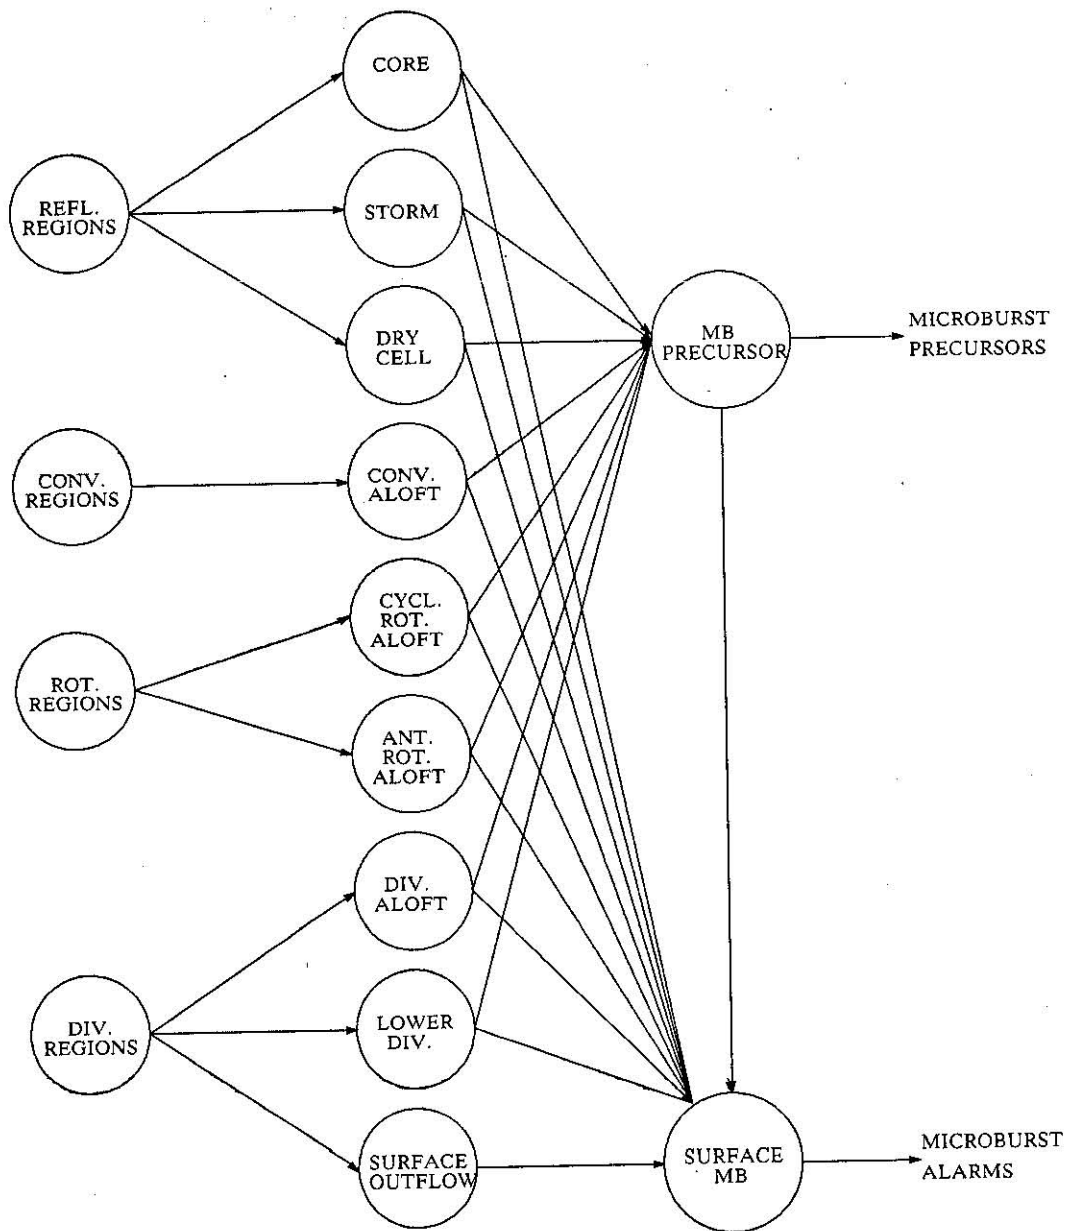 CORE
REFL.
REGIONS
STORM
DRY
CELL
MB
PRECURSOR
MICROBURST
PRECURSORS
CONV.
REGIONS
CONV.
ALOFT
CYCL.
ROT.
ALOFT
ROT.
REGIONS
ANT.
ROT.
ALOFT
DIV.
ALOFT
DIV.
REGIONS
LOWER
DIV.
SURFACE
OUTFLOW
SURFACE
MB
MICROBURST
ALARMS